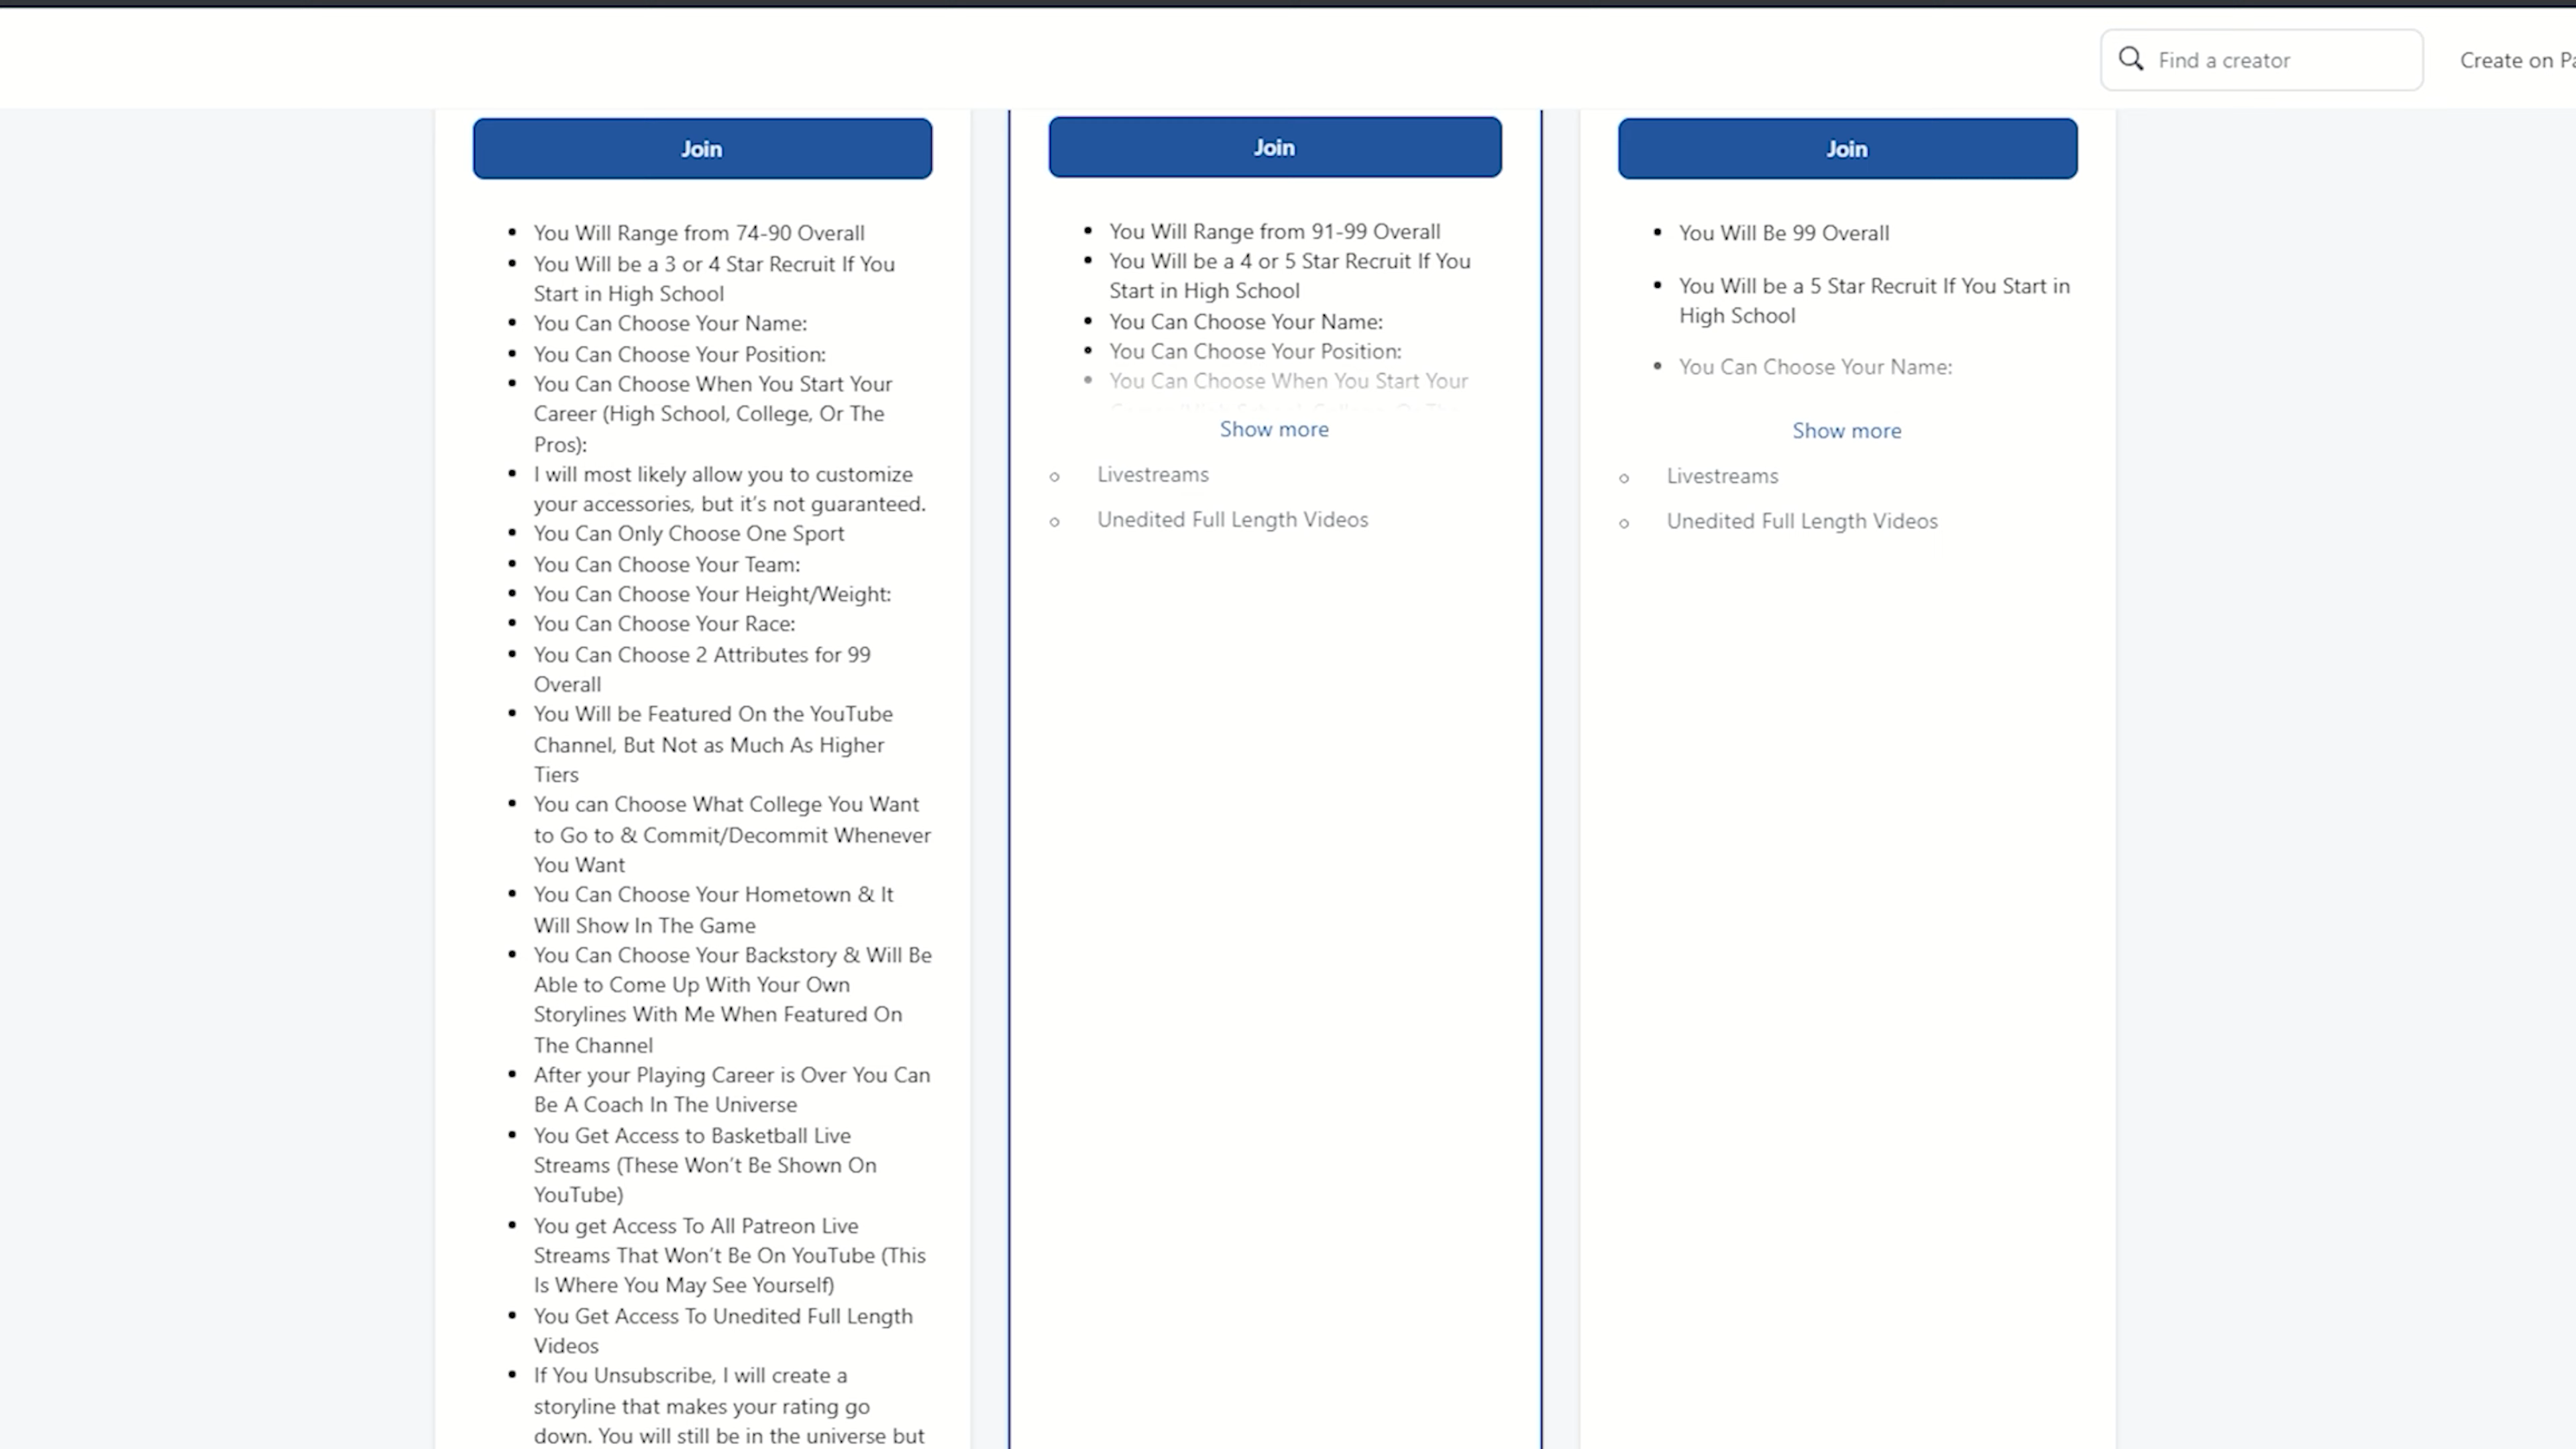 Find a creator
Create on Pa
Join
You Will Range from 74-90 Overall
You Will be a 3 or 4 Star Recruit If You
Start in High School
You Can Choose Your Name:
You Can Choose Your Position:
You Can Choose When You Start Your
Career (High School, College, Or The
Pros):
I will most likely allow you to customize
your accessories, but it's not guaranteed.
You Can Only Choose One Sport
You Can Choose Your Team:
You Can Choose Your Height/Weight:
You Can Choose Your Race:
You Can Choose 2 Attributes for 99
Overall
You Will be Featured On the YouTube
Channel, But Not as Much As Higher
Tiers
You can Choose What College You Want
to Go to & Commit/Decommit Whenever
You Want
You Can Choose Your Hometown & It
Will Show In The Game
You Can Choose Your Backstory & Will Be
Able to Come Up With Your Own
Storylines With Me When Featured On
The Channel
After your Playing Career is Over You Can
Be A Coach In The Universe
You Get Access to Basketball Live
Streams (These Won't Be Shown On
YouTube)
You get Access To All Patreon Live
Streams That Won't Be On YouTube (This
Is Where You May See Yourself)
You Get Access To Unedited Full Length
Videos
If You Unsubscribe, I will create a
storyline that makes your rating go
down. You will still be in the universe but
Join
You Will Range from 91-99 Overall
You Will be a 4 or 5 Star Recruit If You
Start in High School
You Can Choose Your Name:
You Can Choose Your Position:
You Can Choose When You Start Your
Show more
Livestreams
Unedited Full Length Videos
Join
You Will Be 99 Overall
You Will be a 5 Star Recruit If You Start in
High School
You Can Choose Your Name:
Show more
Livestreams
Unedited Full Length Videos